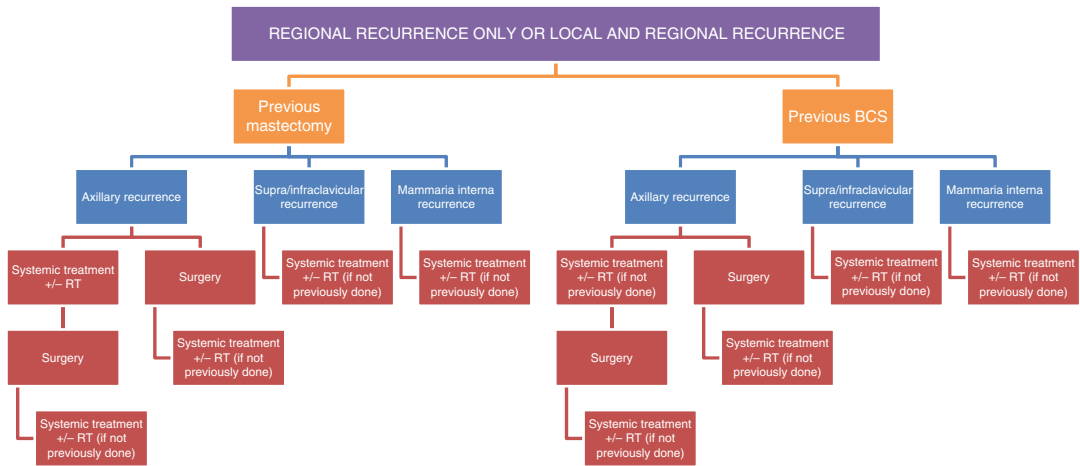 REGIONAL RECURRENCE ONLY OR LOCAL AND REGIONAL RECURRENCE
Previous
mastectomy
Previous BCS
Axillary recurrence
Supra/infraclavicular
recurrence
Mammaria interna
recurrence
Axillary recurrence
Supra/infraclavicular
recurrence
Mammaria interna
recurrence
Systemic treatment
+/– RT
Surgery
Systemic treatment
+/– RT (if not
previously done)
Systemic treatment
+/– RT (if not
previously done)
Systemic treatment
+/– RT (if not
previously done)
Surgery
Systemic treatment
+/– RT (if not
previously done)
Systemic treatment
+/– RT (if not
previously done)
Surgery
Systemic treatment
+/– RT (if not
previously done)
Surgery
Systemic treatment
+/– RT (if not
previously done)
Systemic treatment
+/– RT (if not
previously done)
Systemic treatment
+/– RT (if not
previously done)